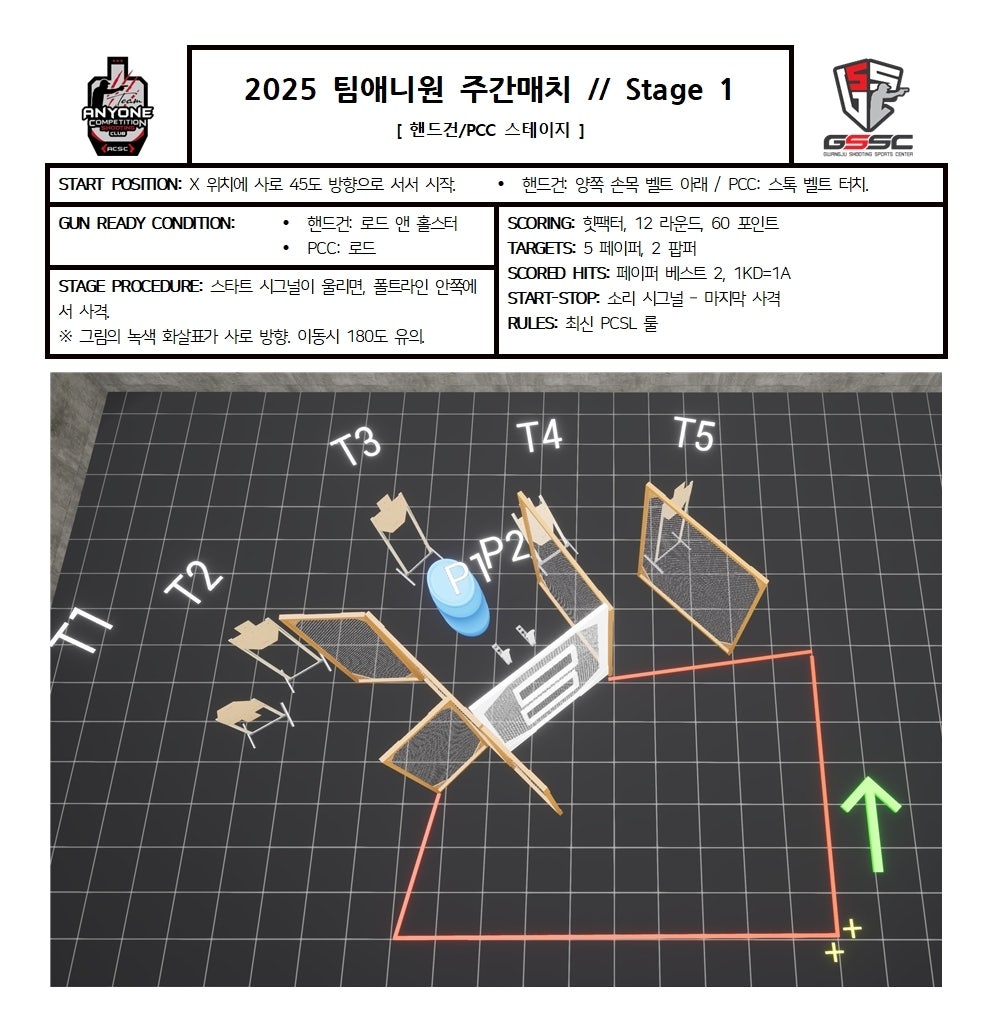 2025 팀애니원 주간매치 // Stage 1
[ 핸드건/PCC 스테이지 ]
Team
ANYONE
COMPETITION
SHOOTING
CLUB
ACSC
GSSC
GWANGJU SHOOTING SPORTS CENTER
START POSITION: X 위치에 사로 45도 방향으로 서서 시작.
• 핸드건: 양쪽 손목 벨트 아래 / PCC: 스톡 벨트 터치.
GUN READY CONDITION:
• 핸드건: 로드 앤 홀스터
• PCC: 로드
STAGE PROCEDURE: 스타트 시그널이 울리면, 폴트라인 안쪽에
서 사격.
※ 그림의 녹색 화살표가 사로 방향. 이동시 180도 유의.
SCORING: 힛팩터, 12 라운드, 60 포인트
TARGETS: 5 페이퍼, 2 팝퍼
SCORED HITS: 페이퍼 베스트 2, 1KD=1A
START-STOP: 소리 시그널 - 마지막 사격
RULES: 최신 PCSL 룰
T1
T2
T3
T4
T5
P1
P2